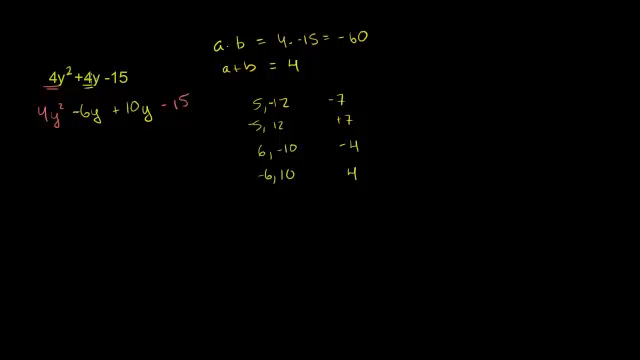 a · b = 4 · -15 = -60
a + b = 4
4y² +4y -15
4y² -6y +10y -15
5, -12 -7
-5, 12 +7
6, -10 -4
-6, 10 4